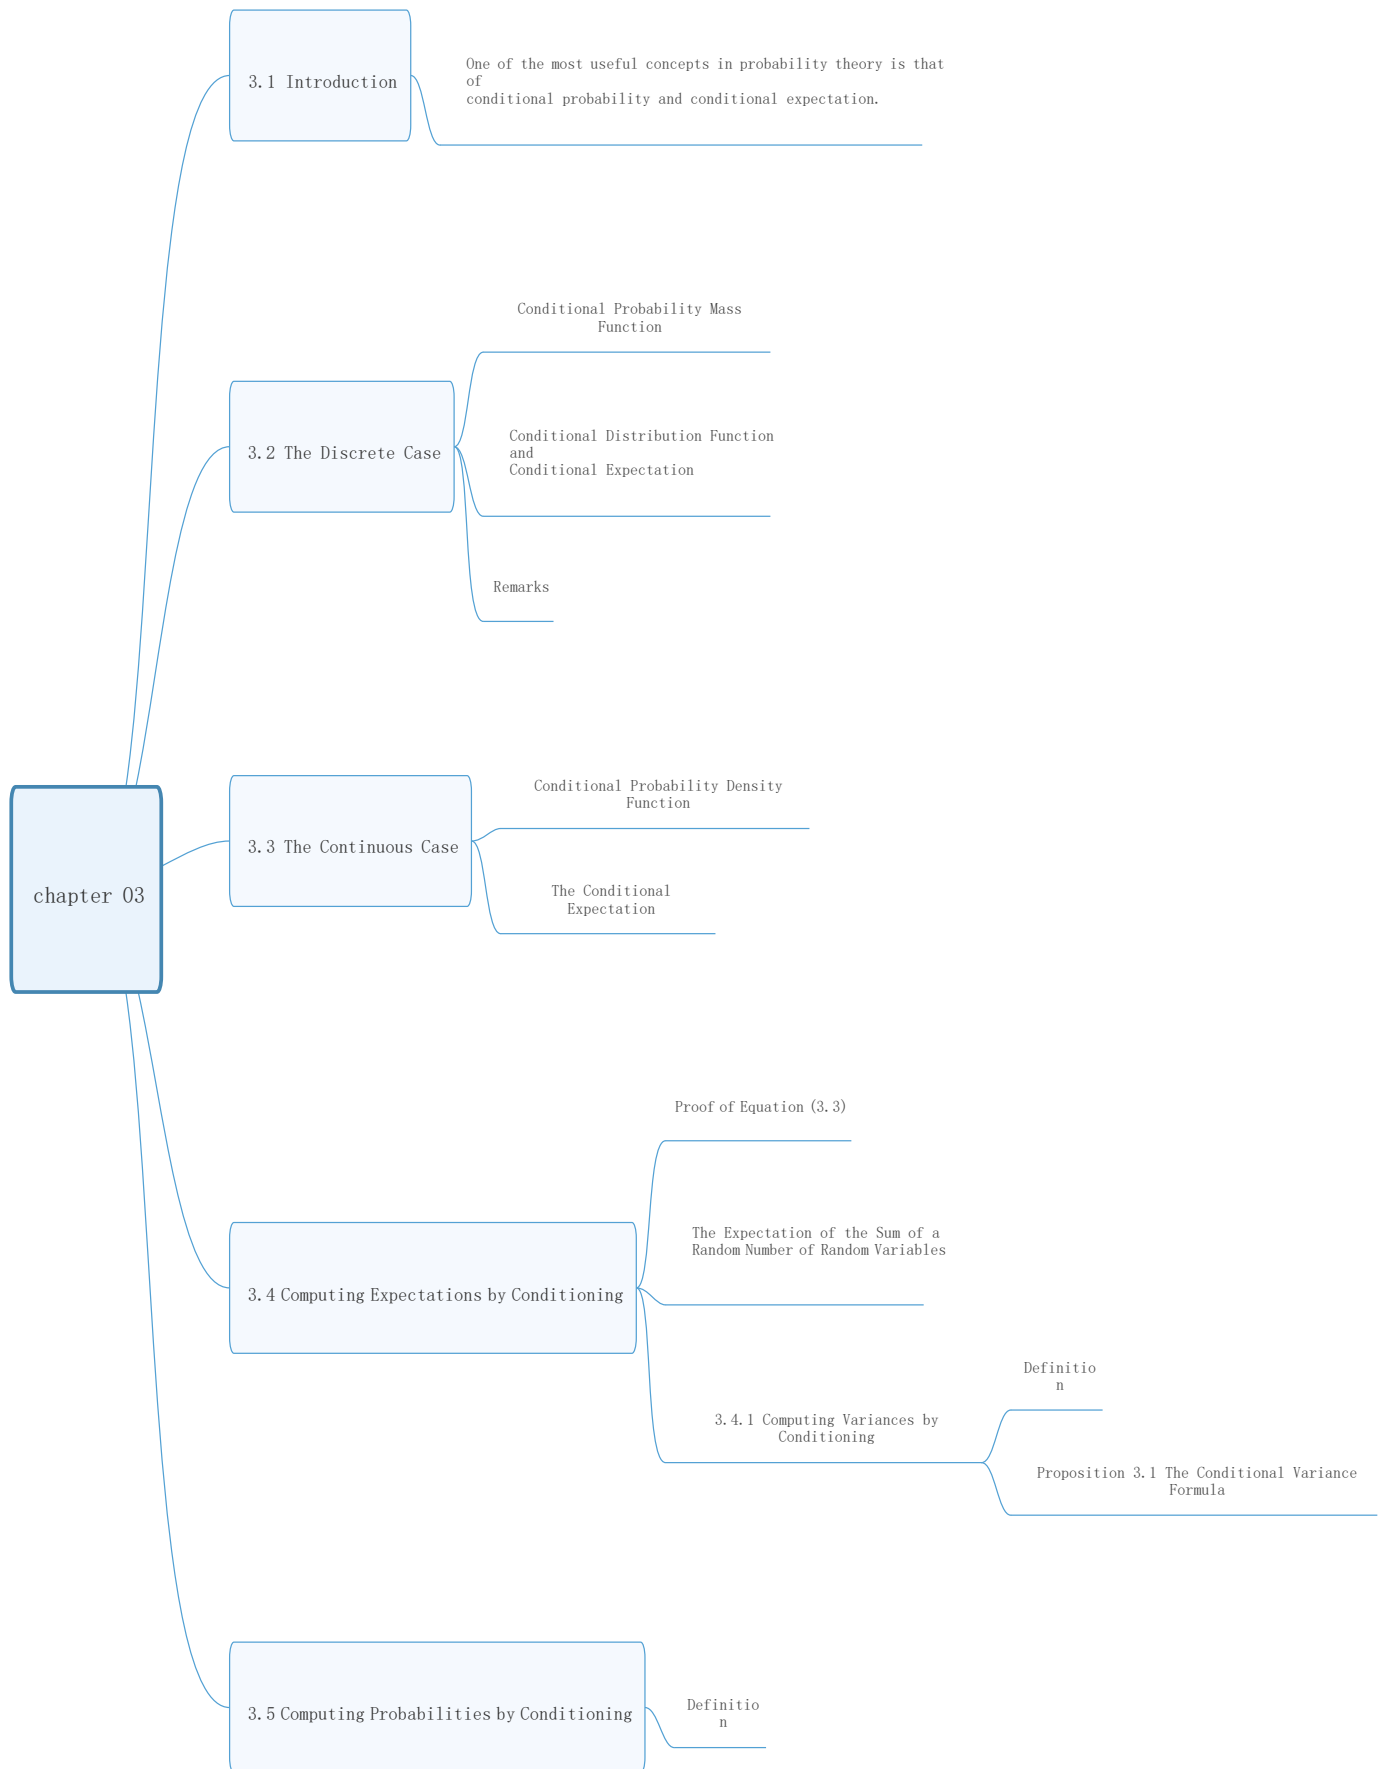 3.1 Introduction
One of the most useful concepts in probability theory is that
of
conditional probability and conditional expectation.
Conditional Probability Mass
Function
3.2 The Discrete Case
Conditional Distribution Function
and
Conditional Expectation
Remarks
chapter 03
3.3 The Continuous Case
Conditional Probability Density
Function
The Conditional
Expectation
Proof of Equation (3.3)
3.4 Computing Expectations by Conditioning
The Expectation of the Sum of a
Random Number of Random Variables
3.4.1 Computing Variances by
Conditioning
Definitio
n
Proposition 3.1 The Conditional Variance
Formula
3.5 Computing Probabilities by Conditioning
Definitio
n